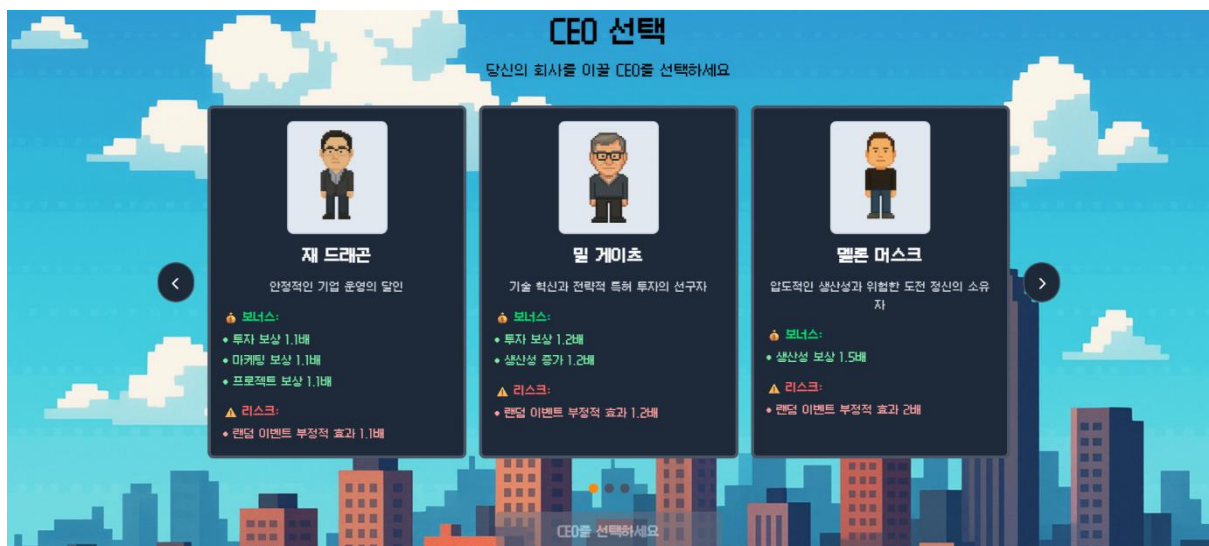 CEO 선택
당신의 회사를 이끌 CEO를 선택하세요
재 드래곤
안정적인 기업 운영의 달인
보너스:
• 투자 보상 1.1배
• 마케팅 보상 1.1배
• 프로젝트 보상 1.1배
리스크:
• 랜덤 이벤트 부정적 효과 1.1배
밀 게이츠
기술 혁신과 전략적 특허 투자의 선구자
보너스:
• 투자 보상 1.2배
• 생산성 증가 1.2배
리스크:
• 랜덤 이벤트 부정적 효과 1.2배
멜론 머스크
압도적인 생산성과 위험한 도전 정신의 소유
자
보너스:
• 생산성 보상 1.5배
리스크:
• 랜덤 이벤트 부정적 효과 2배
CEO를 선택하세요